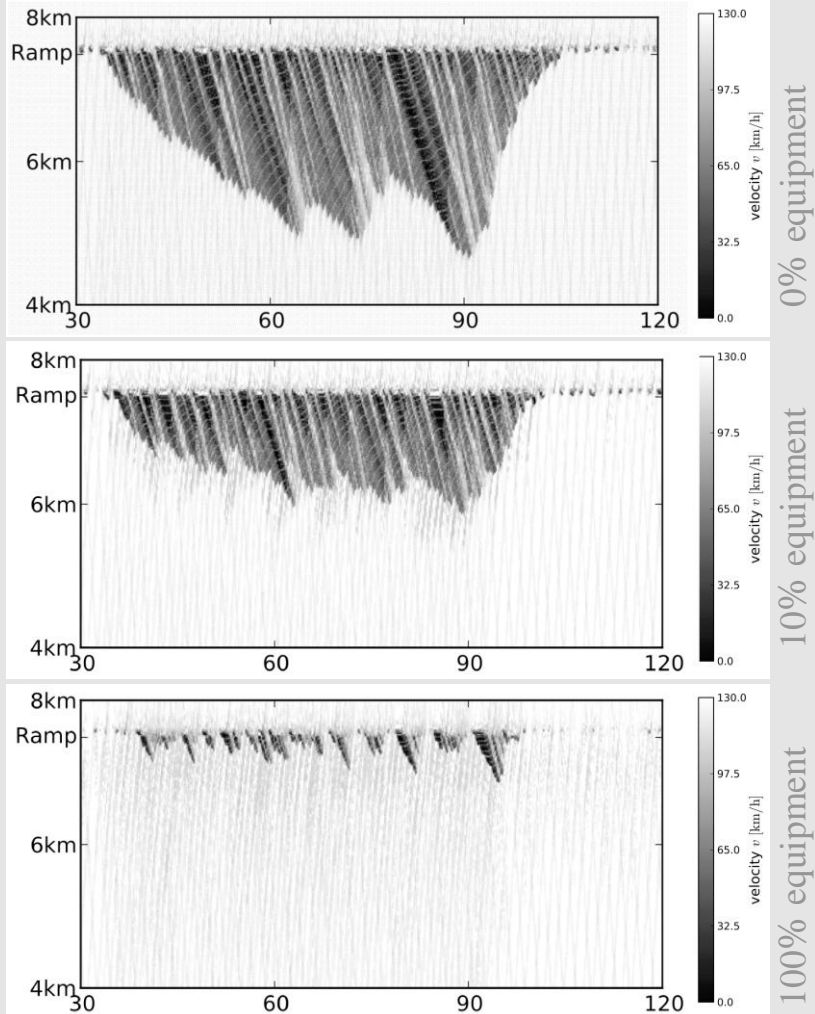 8km
Ramp
6km
4km
30 60 90 120
130.0
97.5
65.0
32.5
0.0
velocity v [km/h]
0% equipment
8km
Ramp
6km
4km
30 60 90 120
130.0
97.5
65.0
32.5
0.0
velocity v [km/h]
10% equipment
8km
Ramp
6km
4km
30 60 90 120
130.0
97.5
65.0
32.5
0.0
velocity v [km/h]
100% equipment